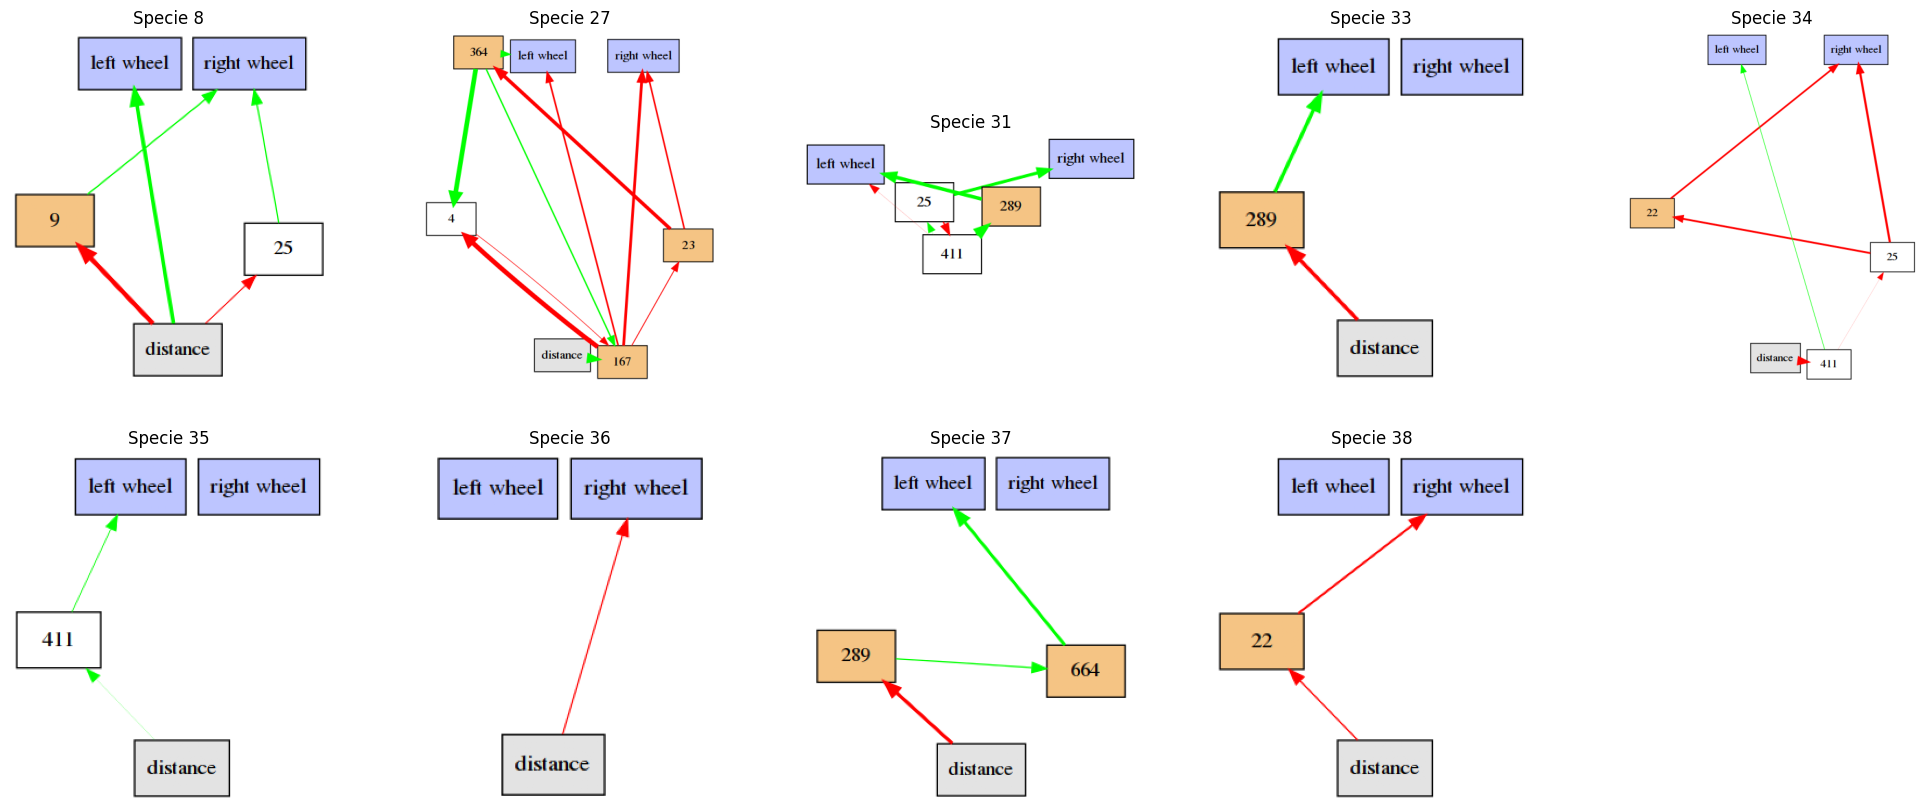 Specie 8
left wheel
right wheel
9
25
distance
Specie 27
364
left wheel
right wheel
4
23
distance
167
Specie 31
left wheel
right wheel
25
289
411
Specie 33
left wheel
right wheel
289
distance
Specie 34
left wheel
right wheel
22
25
distance
411
Specie 35
left wheel
right wheel
411
distance
Specie 36
left wheel
right wheel
distance
Specie 37
left wheel
right wheel
289
664
distance
Specie 38
left wheel
right wheel
22
distance